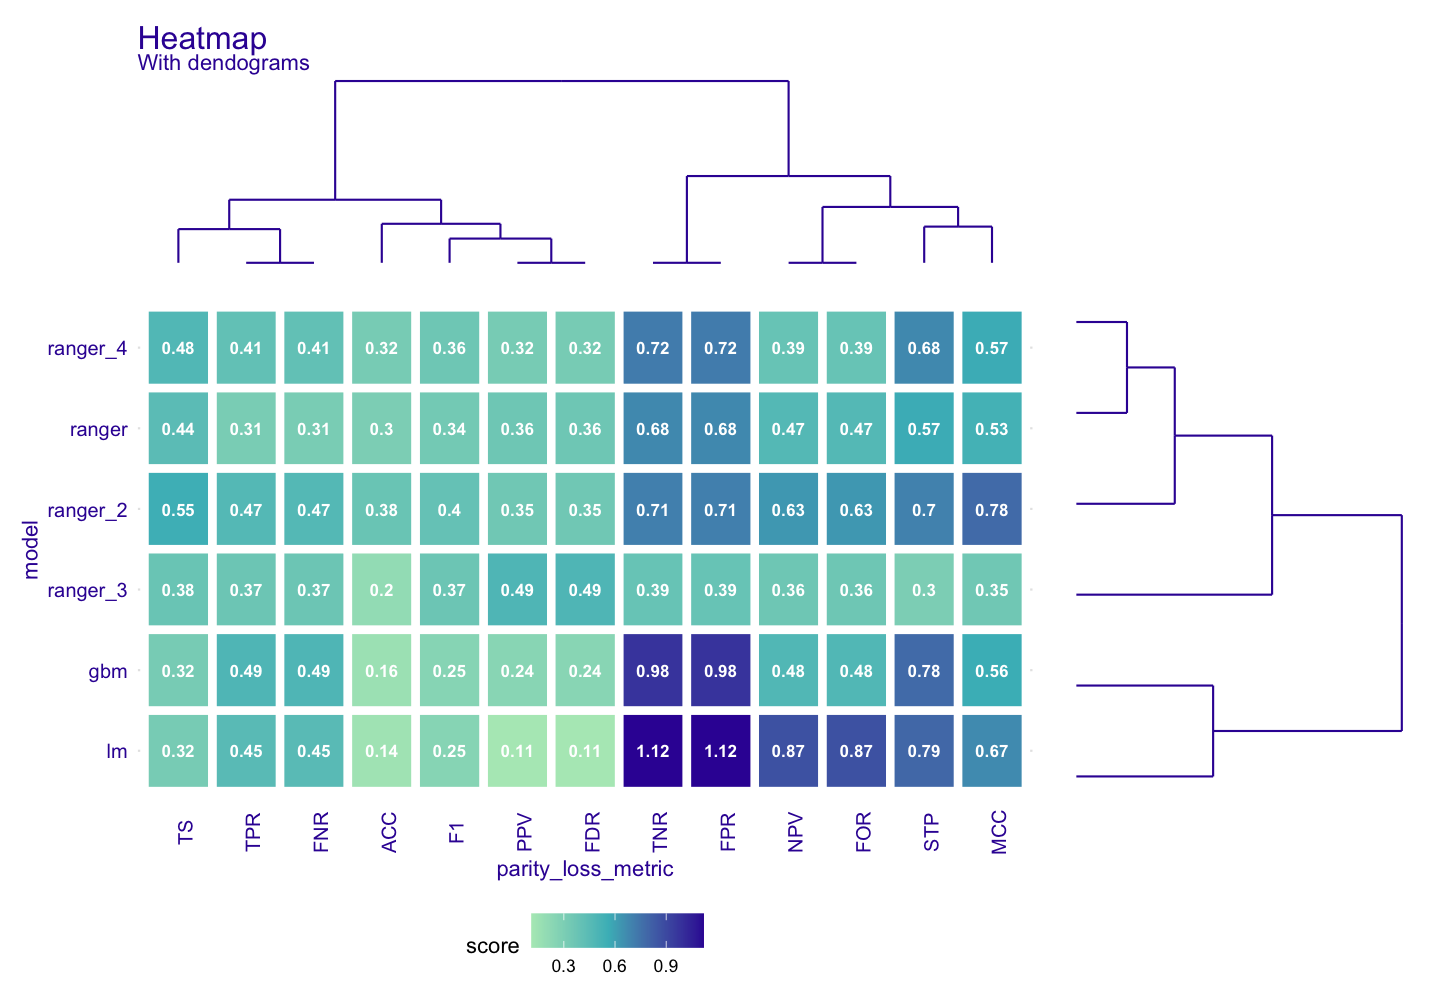 Heatmap
With dendograms
ranger_4 0.48 0.41 0.41 0.32 0.36 0.32 0.32 0.72 0.72 0.39 0.39 0.68 0.57
ranger 0.44 0.31 0.31 0.3 0.34 0.36 0.36 0.68 0.68 0.47 0.47 0.57 0.53
ranger_2 0.55 0.47 0.47 0.38 0.4 0.35 0.35 0.71 0.71 0.63 0.63 0.7 0.78
ranger_3 0.38 0.37 0.37 0.2 0.37 0.49 0.49 0.39 0.39 0.36 0.36 0.3 0.35
gbm 0.32 0.49 0.49 0.16 0.25 0.24 0.24 0.98 0.98 0.48 0.48 0.78 0.56
lm 0.32 0.45 0.45 0.14 0.25 0.11 0.11 1.12 1.12 0.87 0.87 0.79 0.67
model
TS TPR FNR ACC F1 PPV FDR TNR FPR NPV FOR STP MCC
parity_loss_metric
score
0.3 0.6 0.9